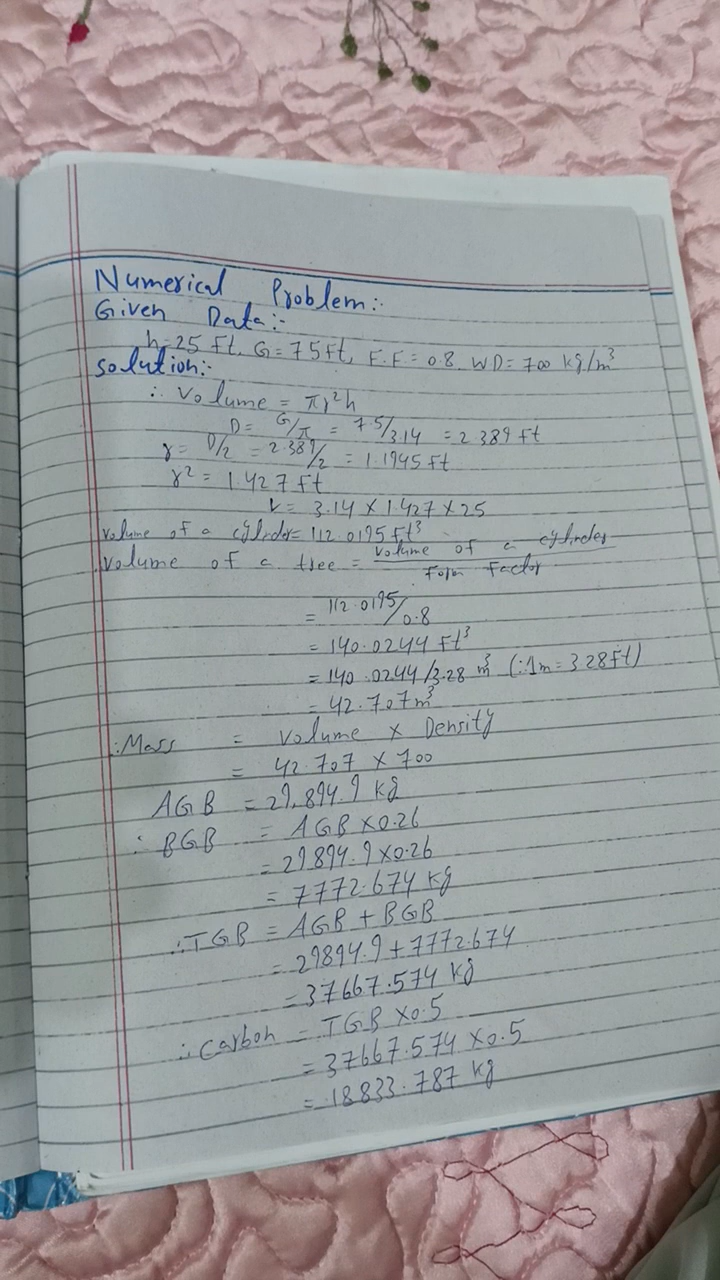 Numerical Problem:-
Given Data:-
h=25 Ft. G=7.5 Ft, F.F=0.8 WD=700 kg/m³
Solution:-
∴ Volume = πr²h
D = G/π = 7.5/3.14 = 2.389 ft
r = D/2 = 2.389/2 = 1.1945 ft
r² = 1.427 ft
V = 3.14 × 1.427 × 25
Volume of a cylinder = 112.0195 ft³
Volume of a tree = Volume of a cylinder / Form Factor
= 112.0195/0.8
= 140.0244 ft³
= 140.0244/3.28 m³ (∵1m = 3.28ft)
= 42.707 m³
∴Mass = Volume × Density
= 42.707 × 700
AGB = 29,894.9 kg
∴ BGB = AGB × 0.26
= 29894.9 × 0.26
= 7772.674 kg
∴TGB = AGB + BGB
= 29894.9 + 7772.674
= 37667.574 kg
∴Carbon = TGB × 0.5
= 37667.574 × 0.5
= 18833.787 kg